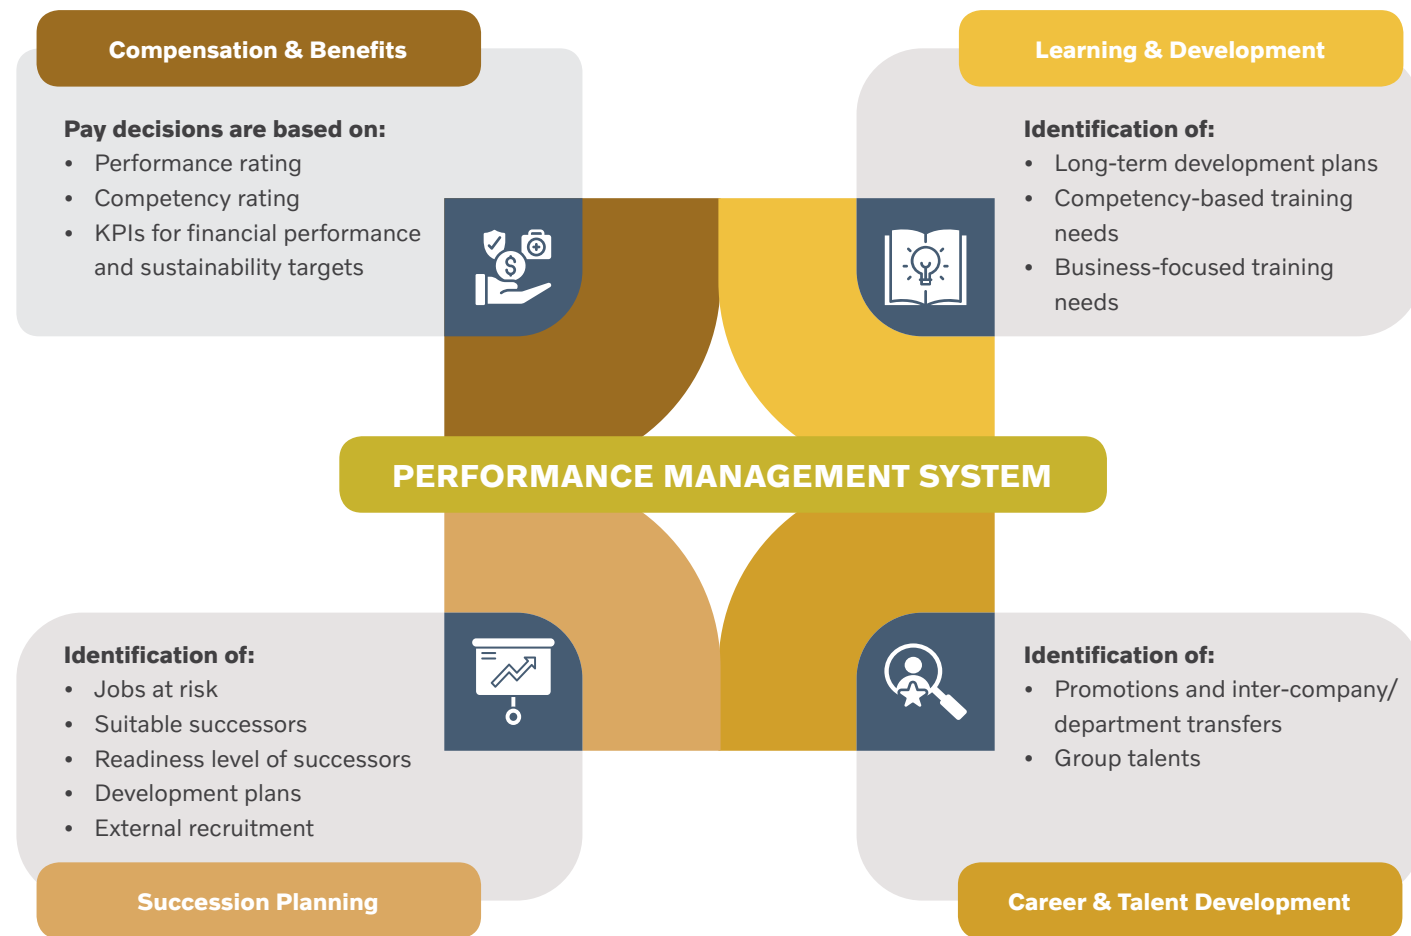 Compensation & Benefits
Pay decisions are based on:
• Performance rating
• Competency rating
• KPIs for financial performance
and sustainability targets
Learning & Development
Identification of:
• Long-term development plans
• Competency-based training
needs
• Business-focused training
needs
$
PERFORMANCE MANAGEMENT SYSTEM
Identification of:
• Jobs at risk
• Suitable successors
• Readiness level of successors
• Development plans
• External recruitment
Succession Planning
Identification of:
• Promotions and inter-company/
department transfers
• Group talents
Career & Talent Development